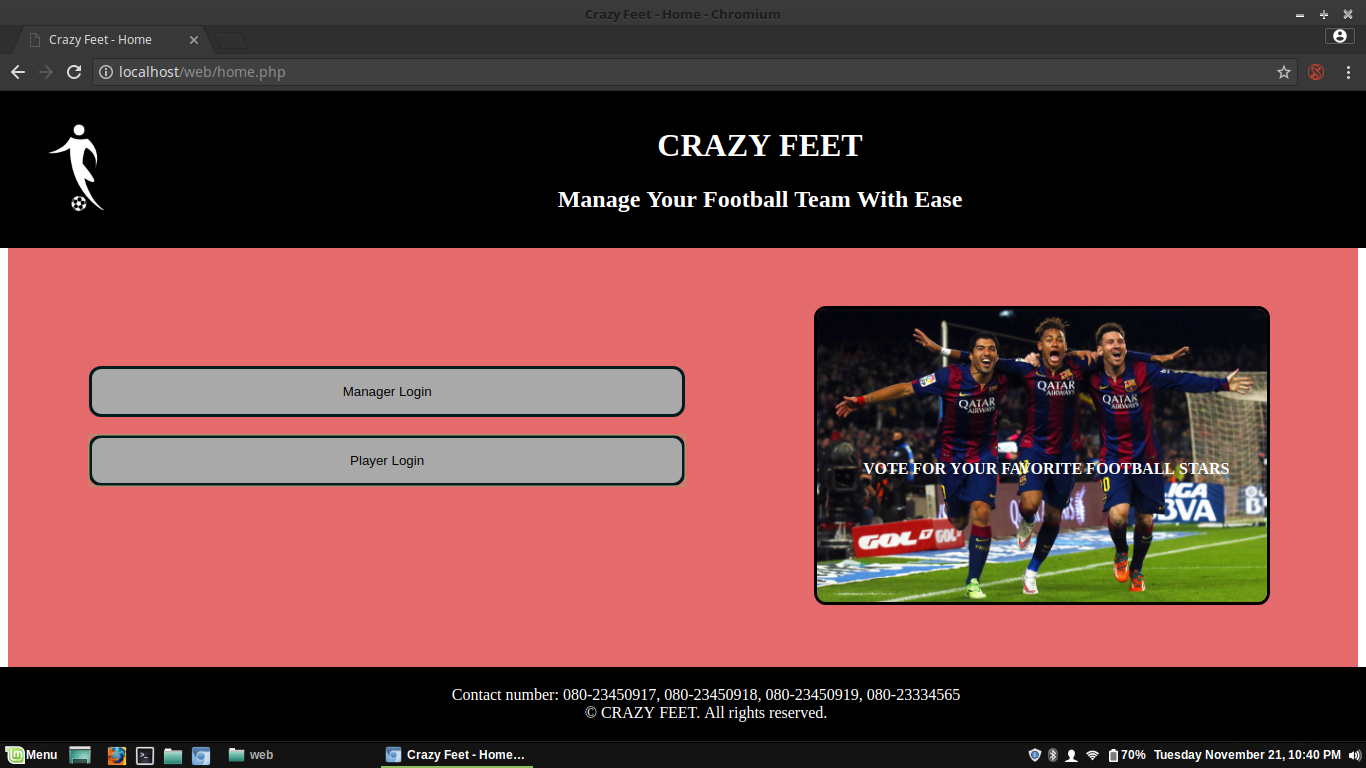 Crazy Feet - Home - Chromium
Crazy Feet - Home
localhost/web/home.php
CRAZY FEET
Manage Your Football Team With Ease
Manager Login
Player Login
QATAR
AIRWAYS
QATAR
AIRWAYS
QATAR
AIRWAYS
VOTE FOR YOUR FAVORITE FOOTBALL STARS
10
LIGA
BBVA
GOL T
GOL
Contact number: 080-23450917, 080-23450918, 080-23450919, 080-23334565
© CRAZY FEET. All rights reserved.
Menu
web
Crazy Feet - Home...
70%
Tuesday November 21, 10:40 PM